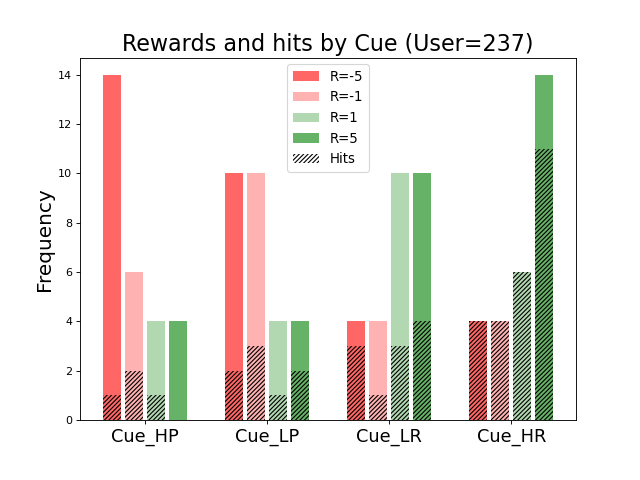 Rewards and hits by Cue (User=237)
R=-5
R=-1
R=1
R=5
Hits
Frequency
14
12
10
8
6
4
2
0
Cue_HP
Cue_LP
Cue_LR
Cue_HR